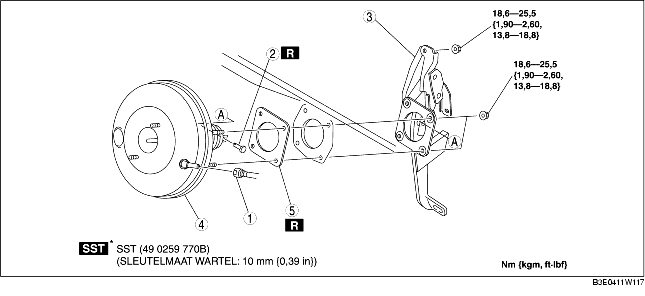 18,6—25,5
{1,90—2,60,
13,8—18,8}
3
18,6—25,5
{1,90—2,60,
13,8—18,8}
2 R
A
A
4
1
5
R
SST * SST (49 0259 770B)
(SLEUTELMAAT WARTEL: 10 mm {0,39 in})
Nm {kgm, ft-lbf}
B3E0411W117